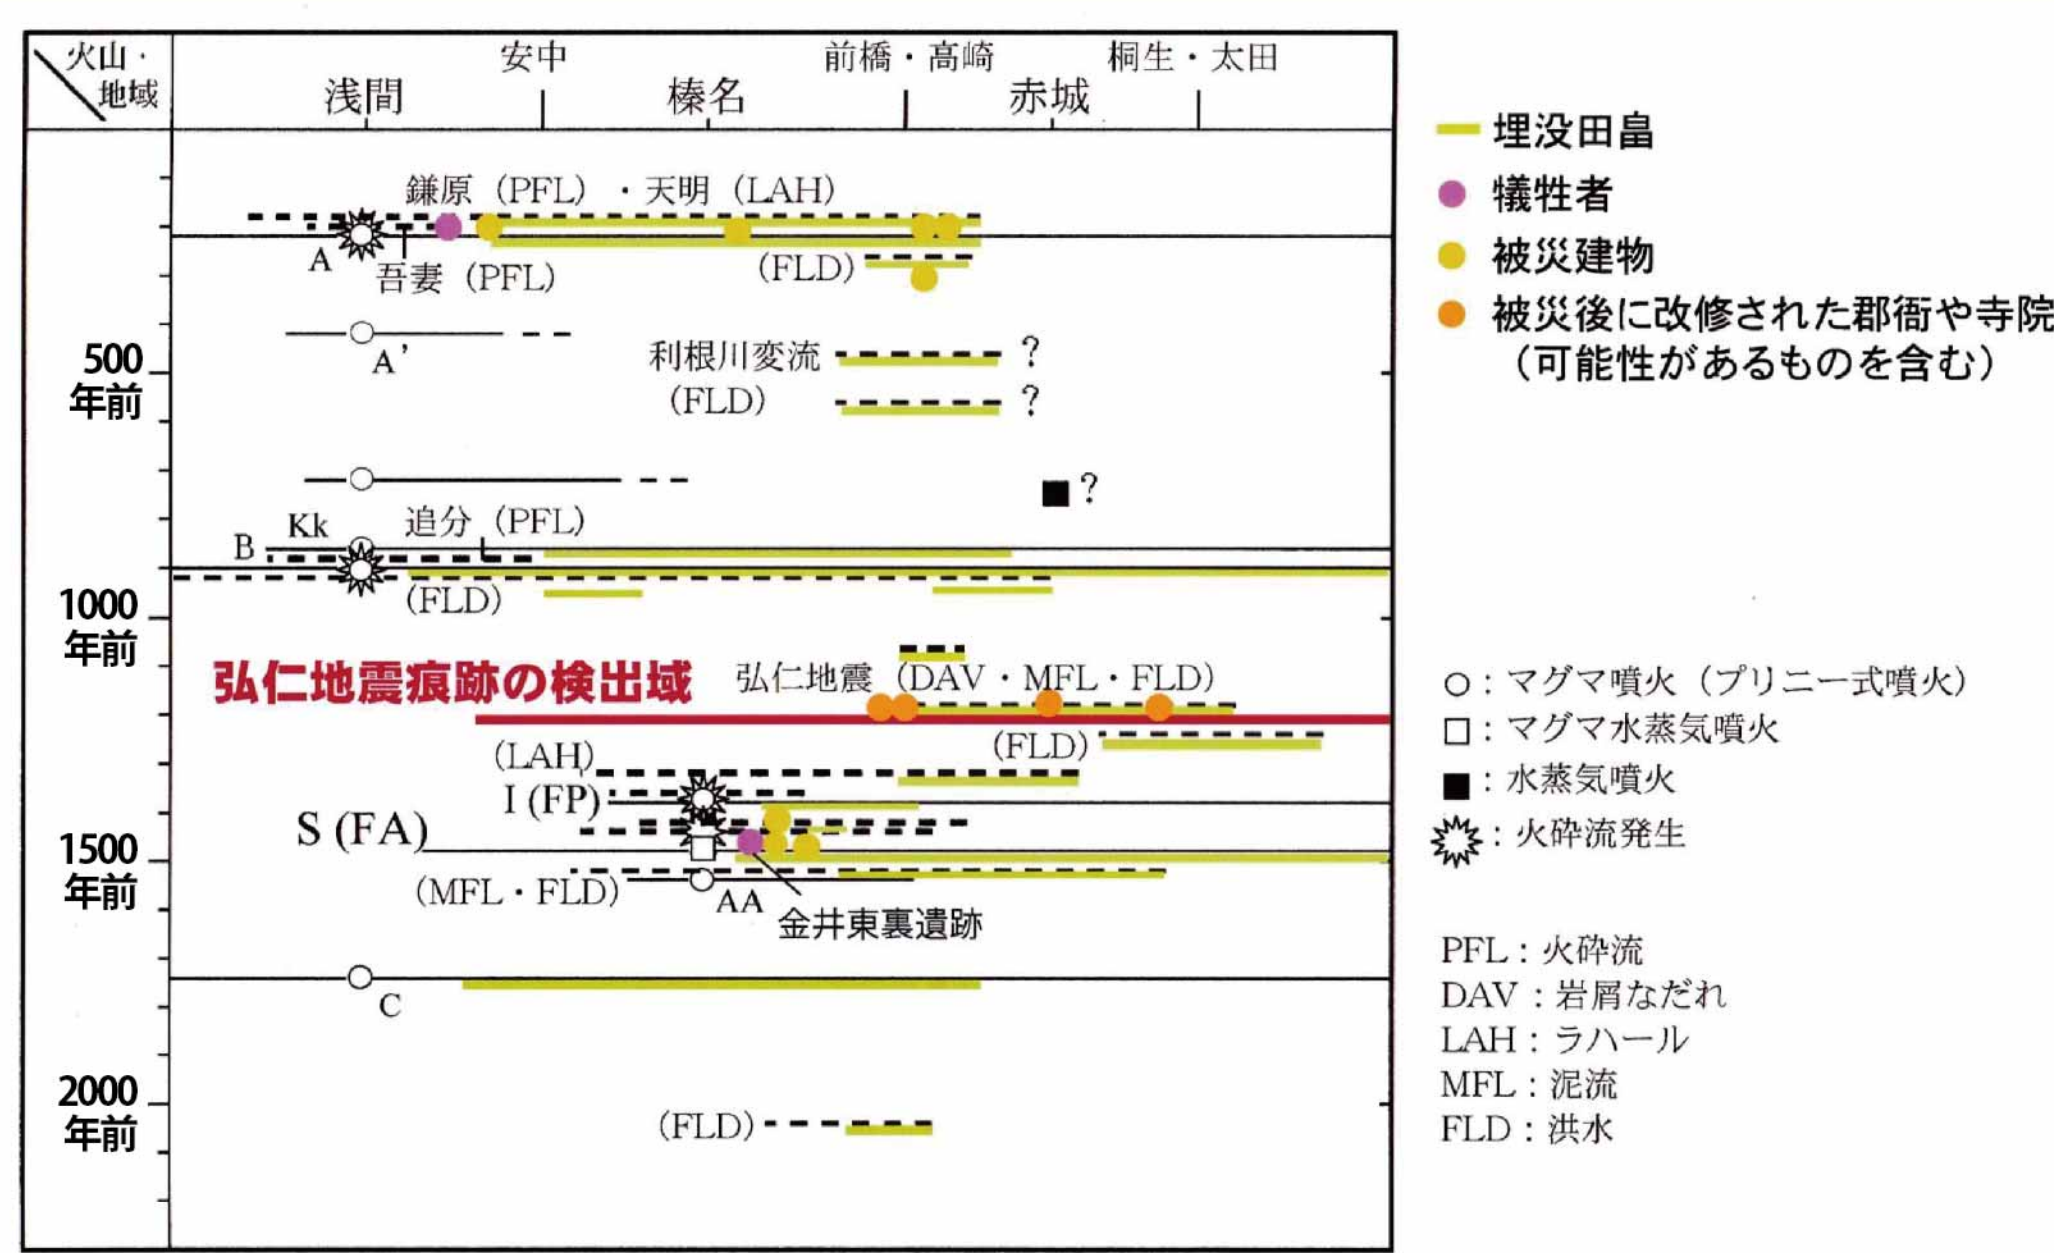 火山・
地域
浅間
安中
榛名
前橋・高崎
赤城
桐生・太田
鎌原（PFL）・天明（LAH）
A
吾妻（PFL）
（FLD）
A’
500
年前
利根川変流
（FLD）
?
?
?
B
Kk
追分（PFL）
（FLD）
1000
年前
弘仁地震痕跡の検出域
弘仁地震（DAV・MFL・FLD）
（LAH）
（FLD）
I (FP)
S (FA)
1500
年前
（MFL・FLD）
AA
金井東裏遺跡
C
2000
年前
（FLD）
埋没田畠
犠牲者
被災建物
被災後に改修された郡衙や寺院
（可能性があるものを含む）
：マグマ噴火（プリニー式噴火）
：マグマ水蒸気噴火
：水蒸気噴火
：火砕流発生
PFL：火砕流
DAV：岩屑なだれ
LAH：ラハール
MFL：泥流
FLD：洪水